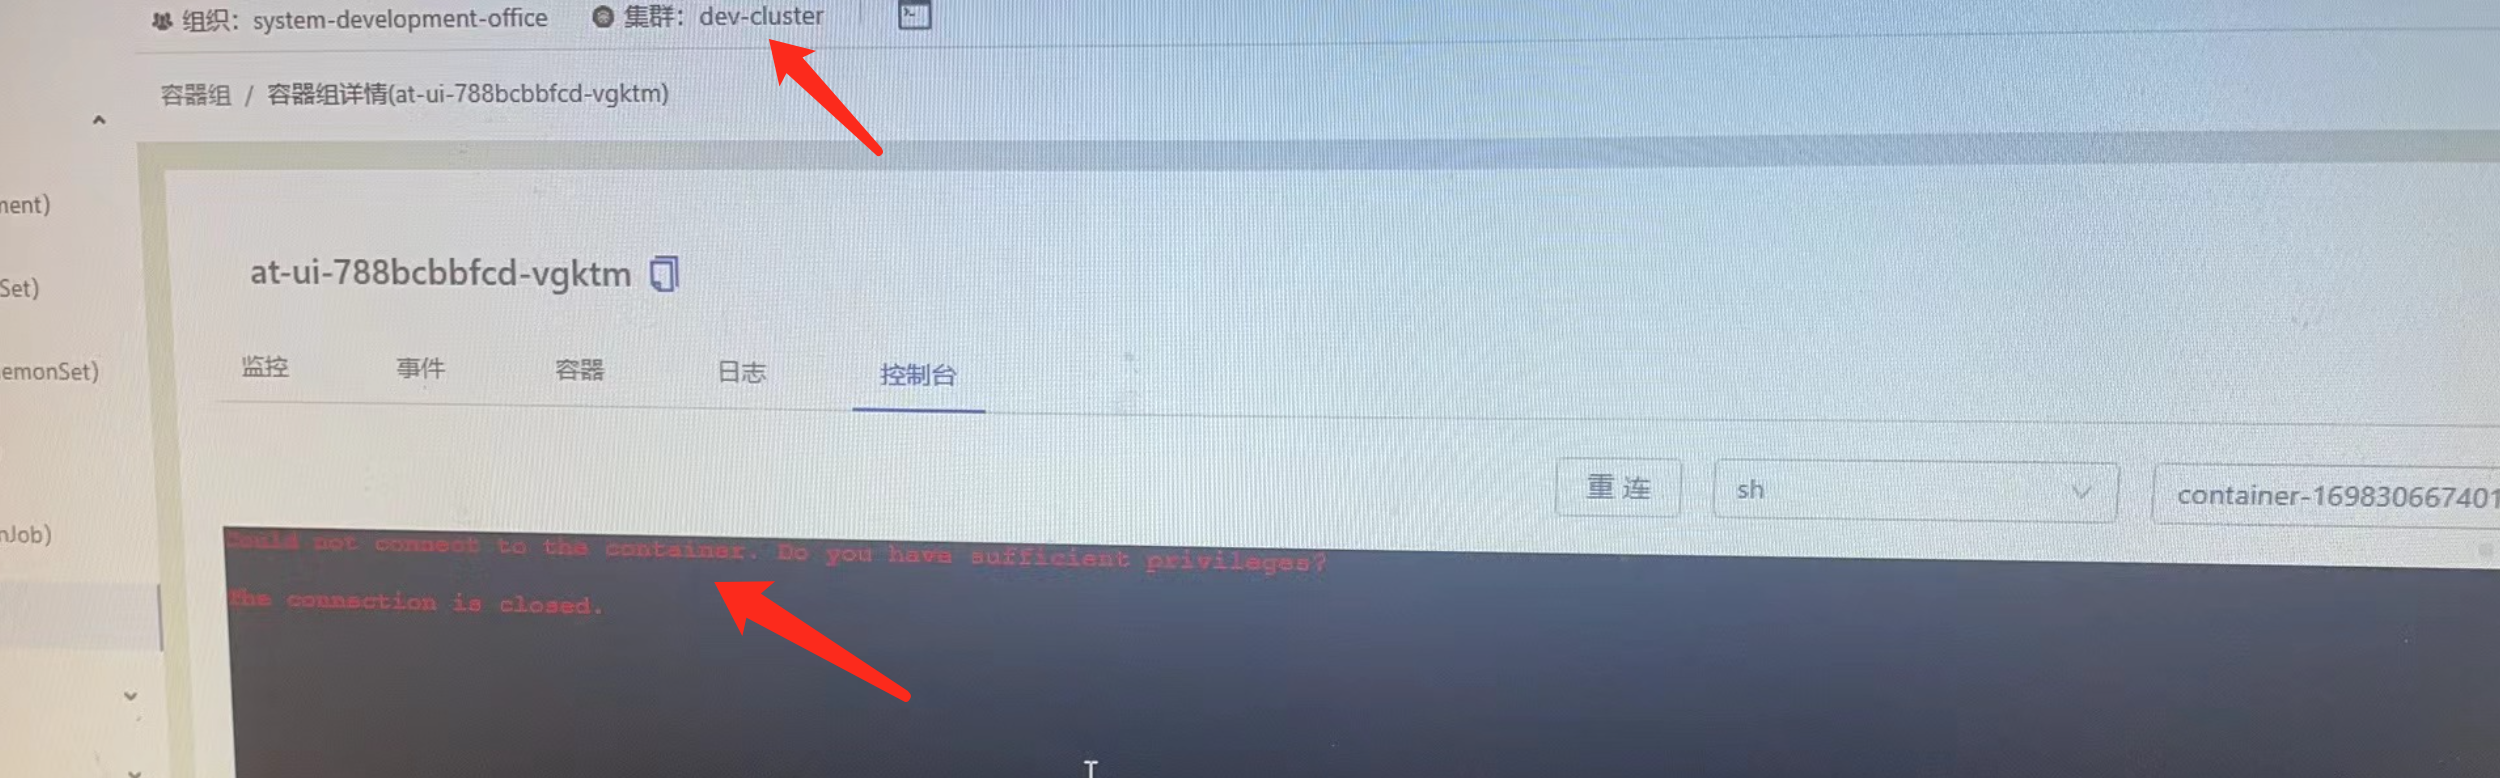 组织：system-development-office 集群：dev-cluster
容器组 / 容器组详情(at-ui-788bcbbfcd-vgktm)
ment)
Set)
emonSet)
nJob)
at-ui-788bcbbfcd-vgktm
监控 事件 容器 日志 控制台
重连 sh container-169830667401
Could not connect to the container. Do you have sufficient privileges?
The connection is closed.